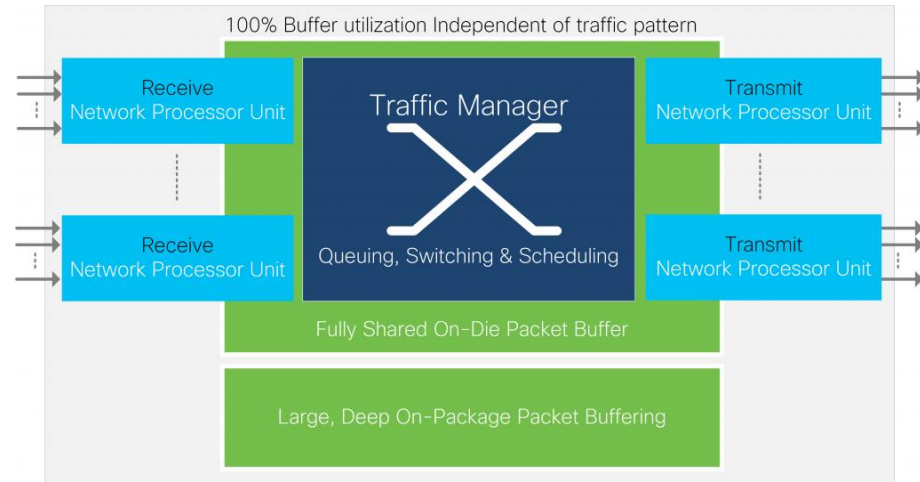 100% Buffer utilization Independent of traffic pattern
Receive
Network Processor Unit
Traffic Manager
Transmit
Network Processor Unit
Receive
Network Processor Unit
Queuing, Switching & Scheduling
Transmit
Network Processor Unit
Fully Shared On-Die Packet Buffer
Large, Deep On-Package Packet Buffering